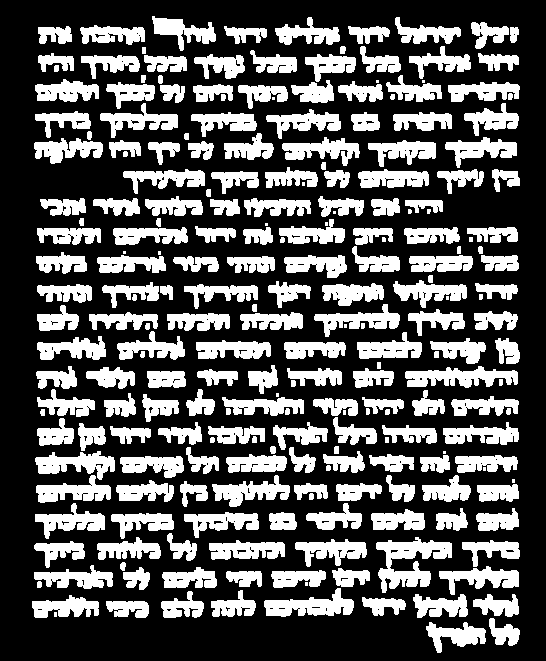 שמע ישראל יהוה אלהינו יהוה אחד ואהבת את
יהוה אלהיך בכל לבבך ובכל נפשך ובכל מאדך והיו
הדברים האלה אשר אנכי מצוך היום על לבבך ושננתם
לבניך ודברת בם בשבתך בביתך ובלכתך בדרך
ובשכבך ובקומך וקשרתם לאות על ידך והיו לטטפת
בין עיניך וכתבתם על מזזות ביתך ובשעריך
והיה אם שמע תשמעו אל מצותי אשר אנכי
מצוה אתכם היום לאהבה את יהוה אלהיכם ולעבדו
בכל לבבכם ובכל נפשכם ונתתי מטר ארצכם בעתו
יורה ומלקוש ואספת דגנך ותירשך ויצהרך ונתתי
עשב בשדך לבהמתך ואכלת ושבעת השמרו לכם
פן יפתה לבבכם וסרתם ועבדתם אלהים אחרים
והשתחויתם להם וחרה אף יהוה בכם ועצר את
השמים ולא יהיה מטר והאדמה לא תתן את יבולה
ואבדתם מהרה מעל הארץ הטבה אשר יהוה נתן לכם
ושמתם את דברי אלה על לבבכם ועל נפשכם וקשרתם
אתם לאות על ידכם והיו לטוטפת בין עיניכם ולמדתם
אתם את בניכם לדבר בם בשבתך בביתך ובלכתך
בדרך ובשכבך ובקומך וכתבתם על מזוזות ביתך
ובשעריך למען ירבו ימיכם וימי בניכם על האדמה
אשר נשבע יהוה לאבתיכם לתת להם כימי השמים
על הארץ